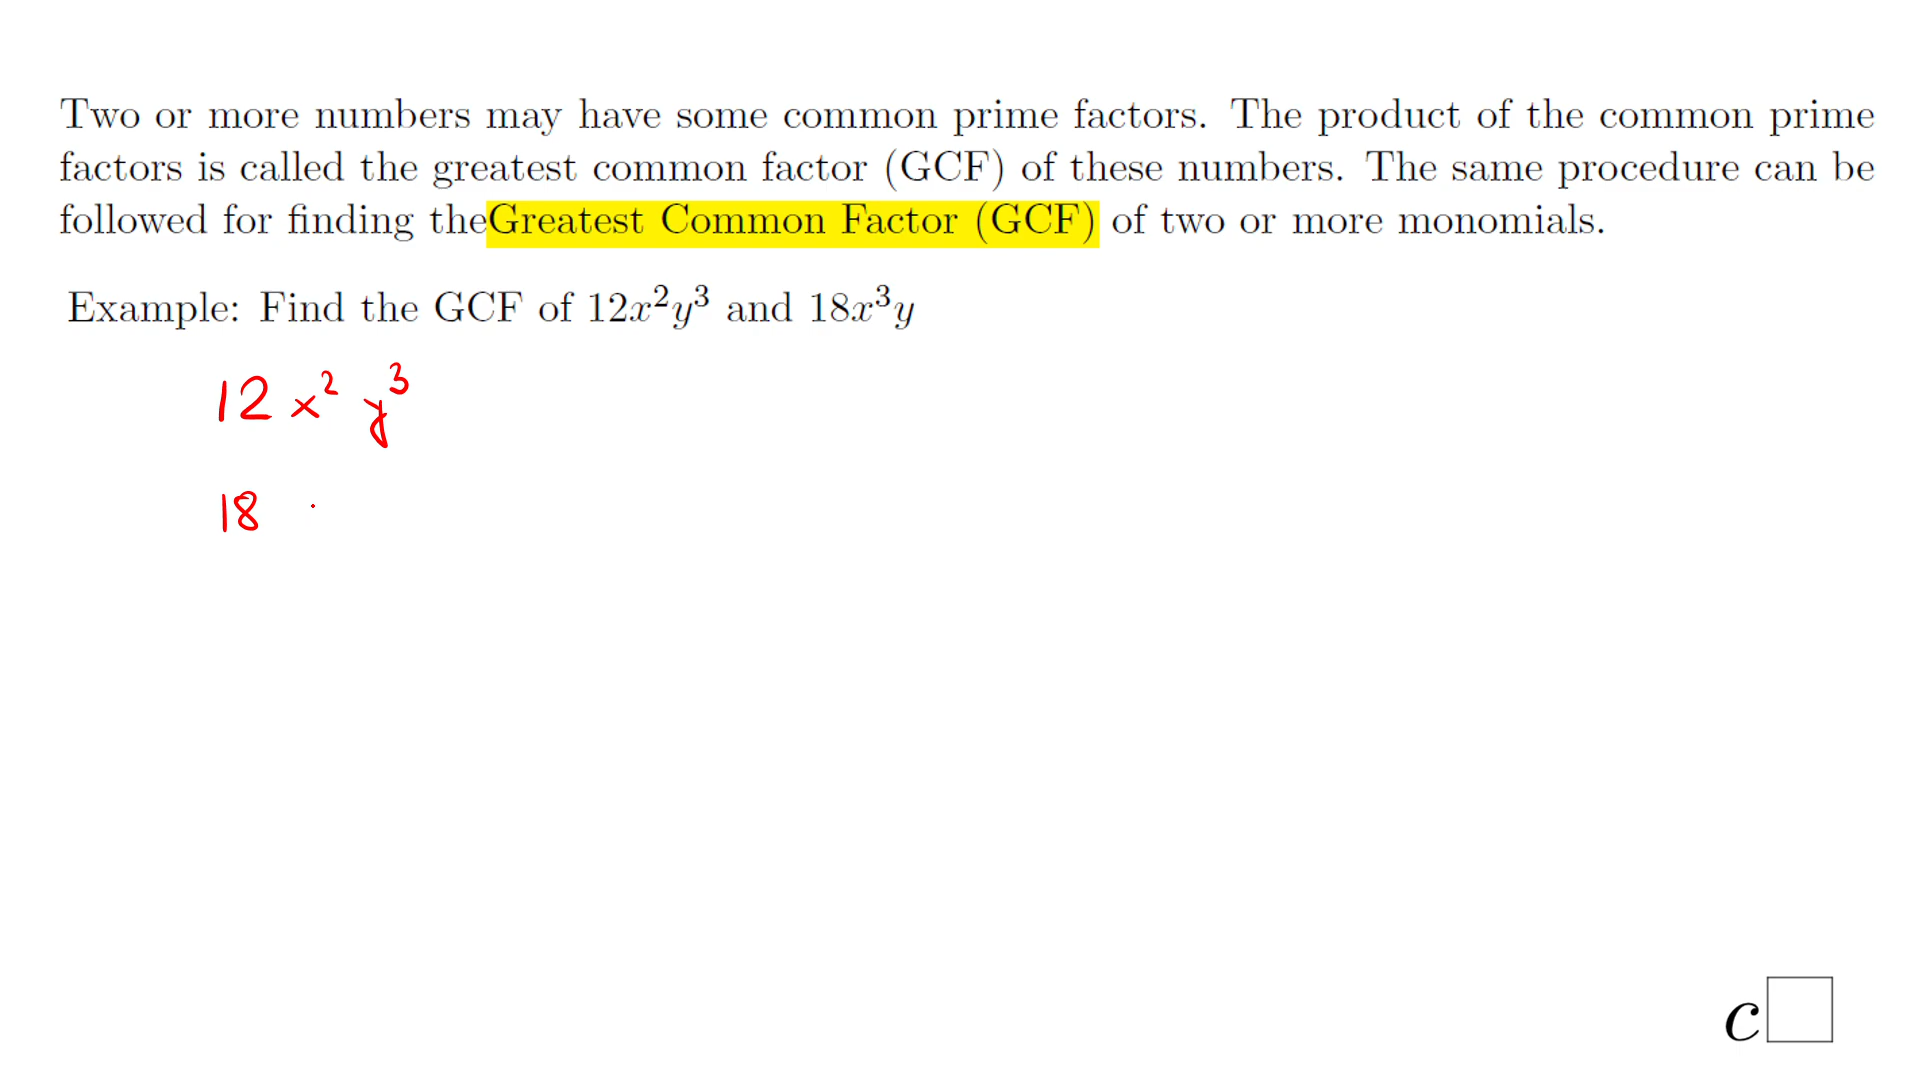 Two or more numbers may have some common prime factors. The product of the common prime
factors is called the greatest common factor (GCF) of these numbers. The same procedure can be
followed for finding theGreatest Common Factor (GCF) of two or more monomials.
Example: Find the GCF of 12x²y³ and 18x³y
12 x² y³
18 .
c□